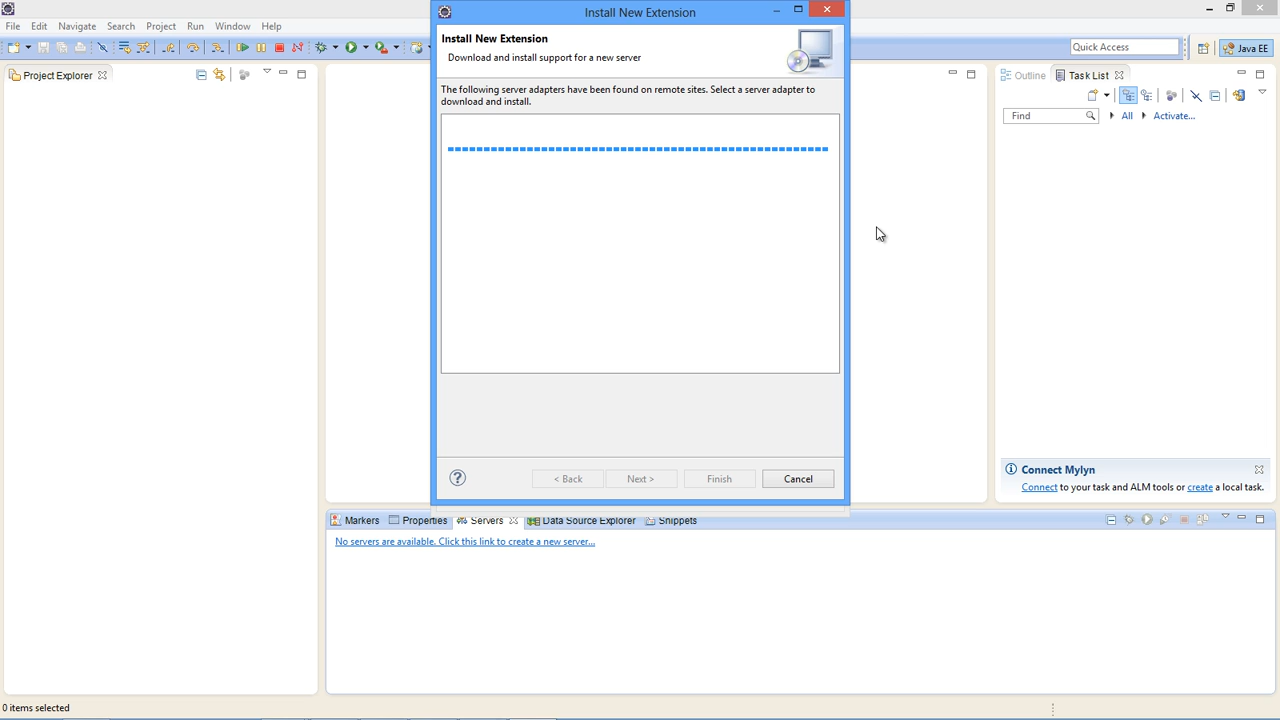 Install New Extension
File Edit Navigate Search Project Run Window Help
Quick Access
Java EE
Project Explorer
Install New Extension
Download and install support for a new server
The following server adapters have been found on remote sites. Select a server adapter to
download and install.
< Back Next > Finish Cancel
Outline Task List
Find All Activate...
Connect Mylyn
Connect to your task and ALM tools or create a local task.
Markers Properties Servers Data Source Explorer Snippets
No servers are available. Click this link to create a new server...
0 items selected